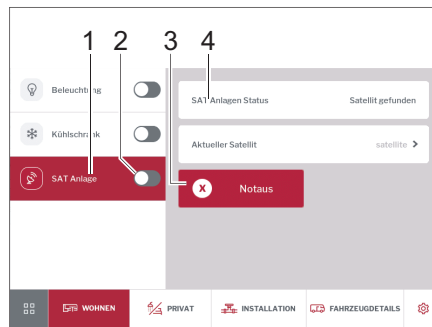 1 2 3 4
Beleuchtung
SAT Anlagen Status Satellit gefunden
Kühlschrank
Aktueller Satellit satellite >
SAT Anlage
X Notaus
WOHNEN PRIVAT INSTALLATION FAHRZEUGDETAILS